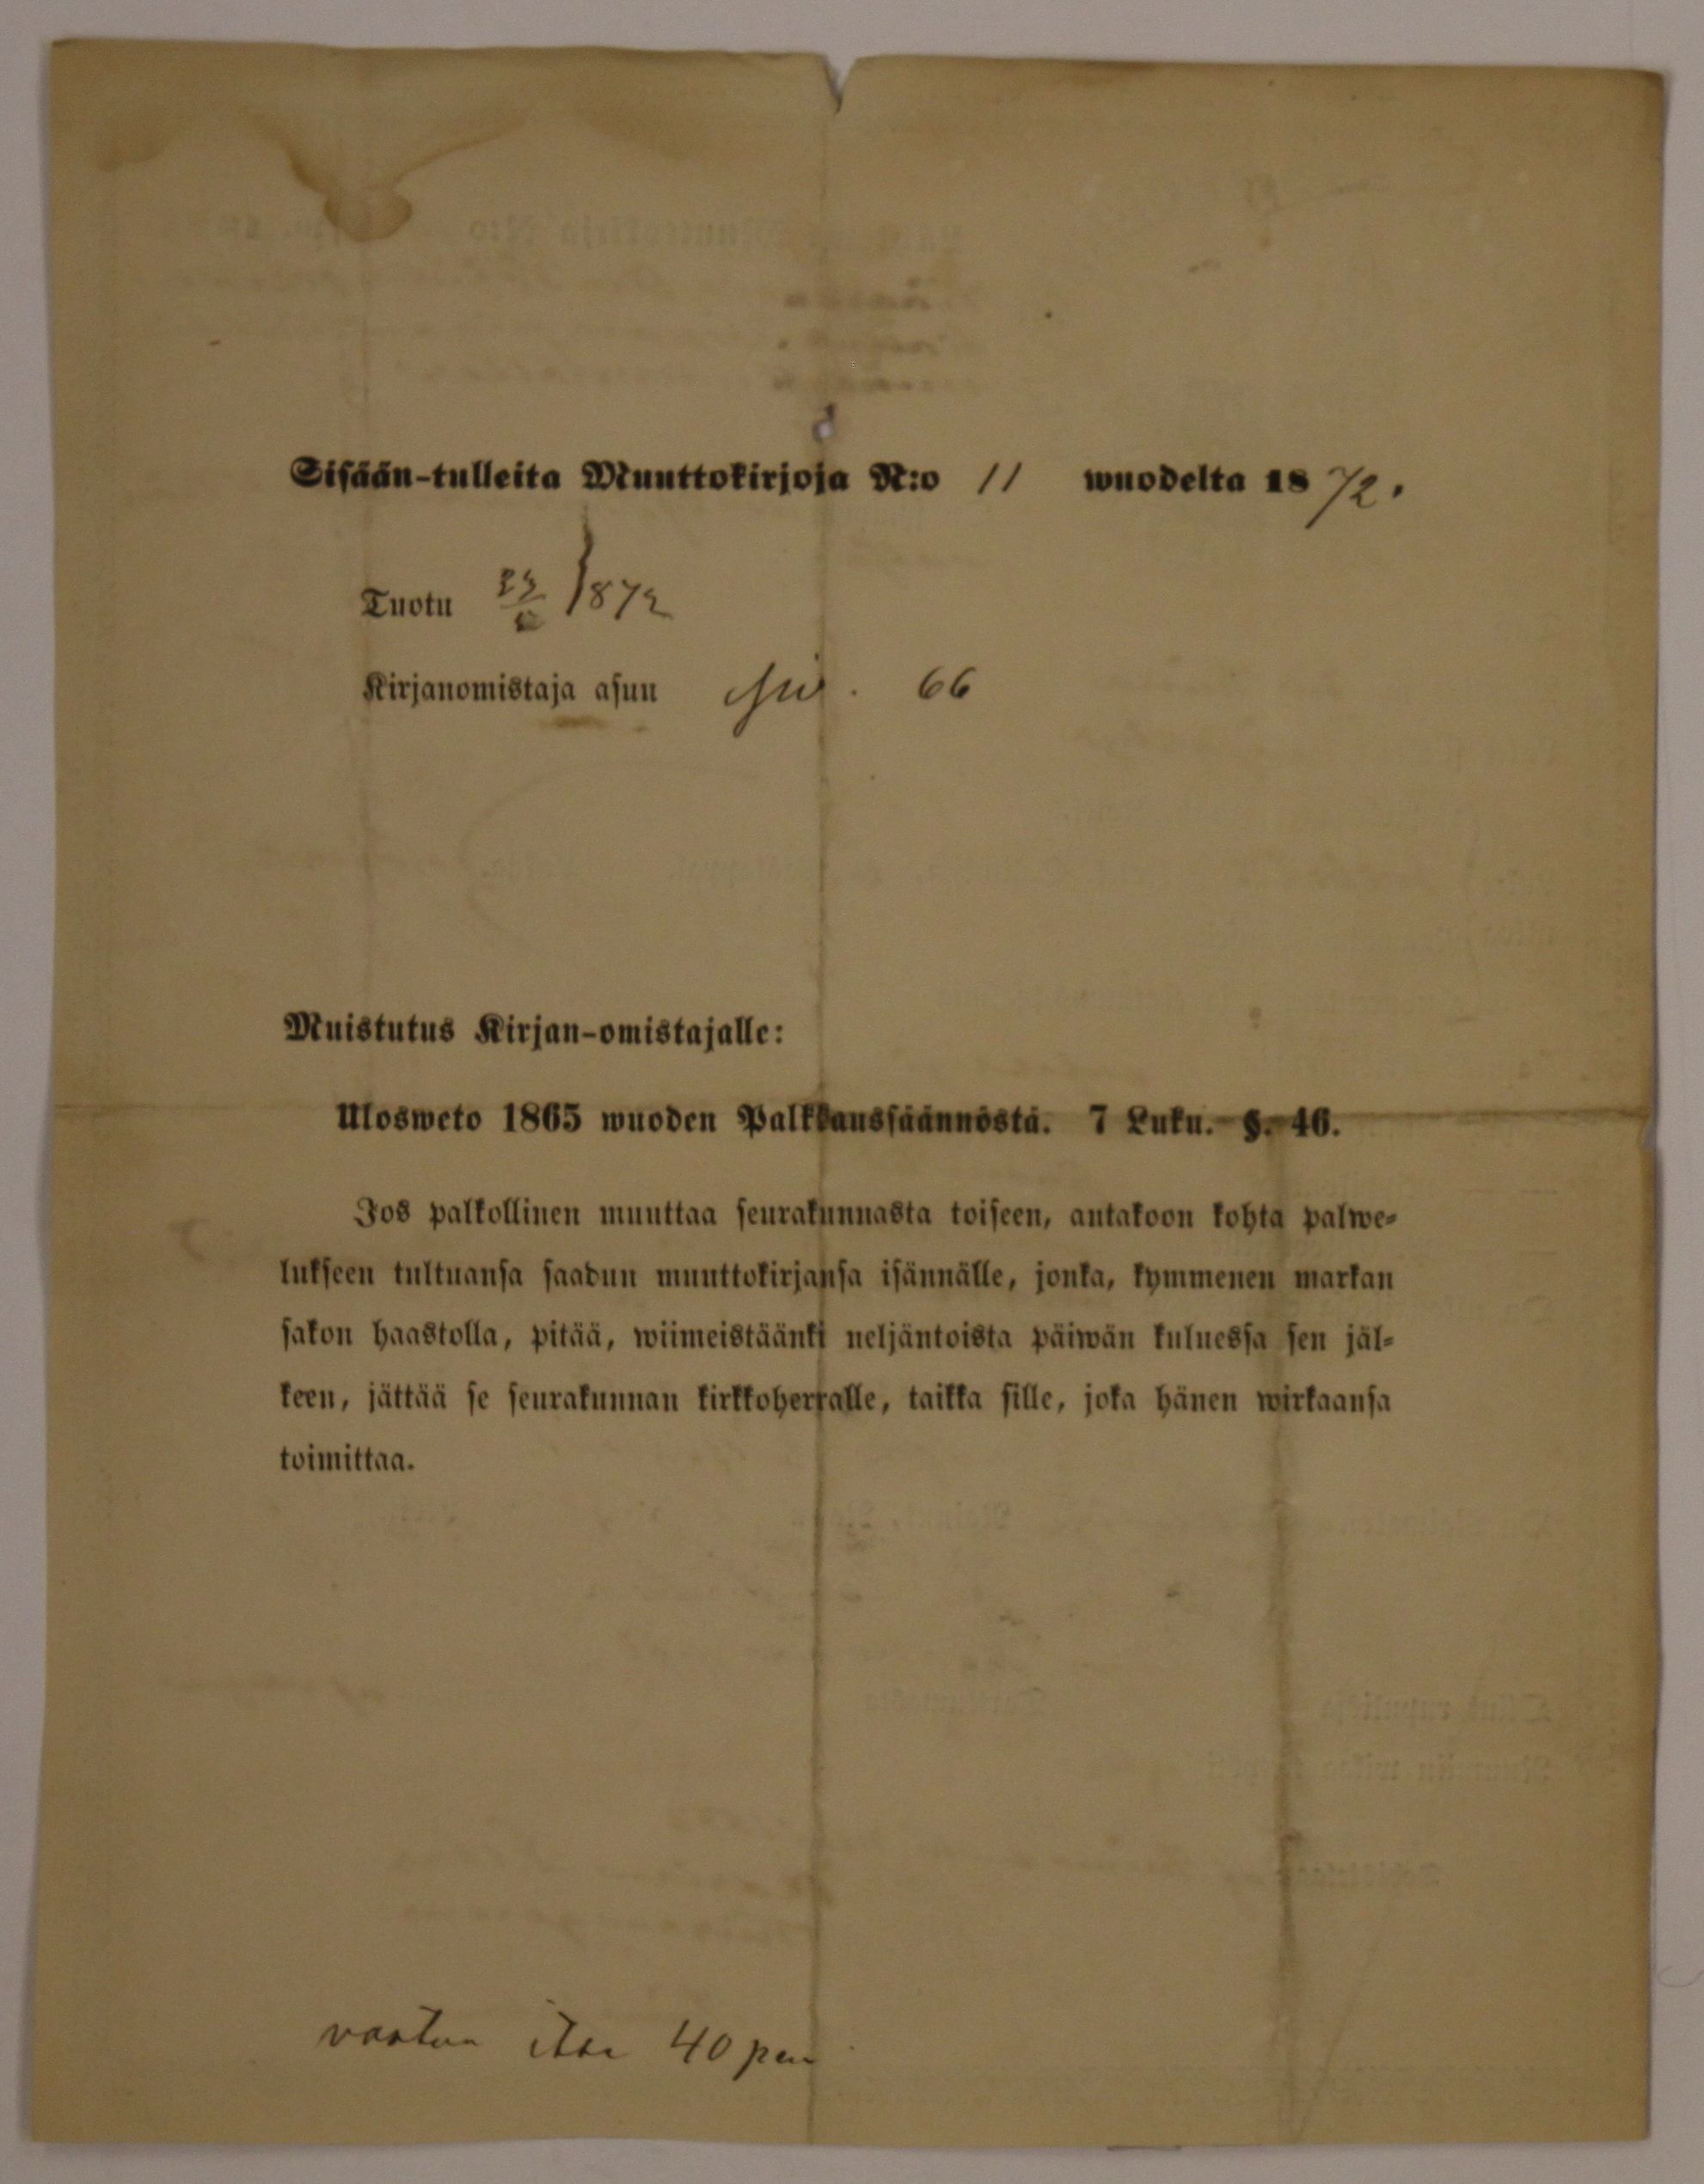 Sisään-tulleita Muuttokirjoja N:o 11 wuodelta 1872.
Tuotu 1872
Kirjanomistaja asuu 66
Muistutus Kirjan-omistajalle:
Ulosweto 1865 wuoden Palkkaussäännöstä. 7 Luku. §. 46.
Jos palkollinen muuttaa seurakunnasta toiseen, antakoon kohta palwe-
lukseen tultuansa saadun muuttokirjansa isännälle, jonka, kymmenen markan
sakon haastolla, pitää, wiimeistäänki neljäntoista päiwän kuluessa sen jäl-
keen, jättää se seurakunnan kirkkoherralle, taikka sille, joka hänen wirkaansa
toimittaa.
40 pen